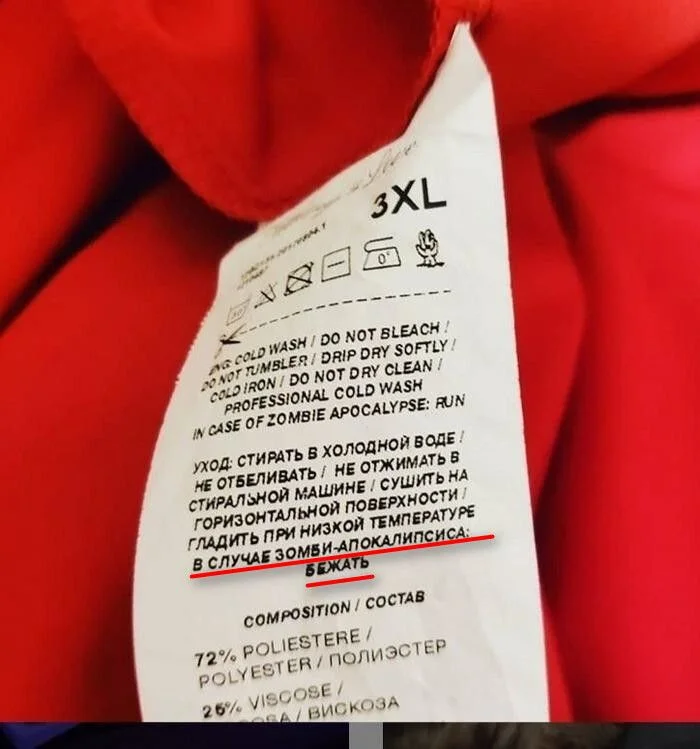 3XL
0°
ENG: COLD WASH / DO NOT BLEACH /
DO NOT TUMBLER / DRIP DRY SOFTLY /
COLD IRON / DO NOT DRY CLEAN /
PROFESSIONAL COLD WASH
IN CASE OF ZOMBIE APOCALYPSE: RUN
УХОД: СТИРАТЬ В ХОЛОДНОЙ ВОДЕ /
НЕ ОТБЕЛИВАТЬ / НЕ ОТЖИМАТЬ В
СТИРАЛЬНОЙ МАШИНЕ / СУШИТЬ НА
ГОРИЗОНТАЛЬНОЙ ПОВЕРХНОСТИ /
ГЛАДИТЬ ПРИ НИЗКОЙ ТЕМПЕРАТУРЕ
В СЛУЧАЕ ЗОМБИ-АПОКАЛИПСИСА:
БЕЖАТЬ
COMPOSITION / СОСТАВ
72% POLIESTERE /
POLYESTER / ПОЛИЭСТЕР
25% VISCOSE /
/ ВИСКОЗА